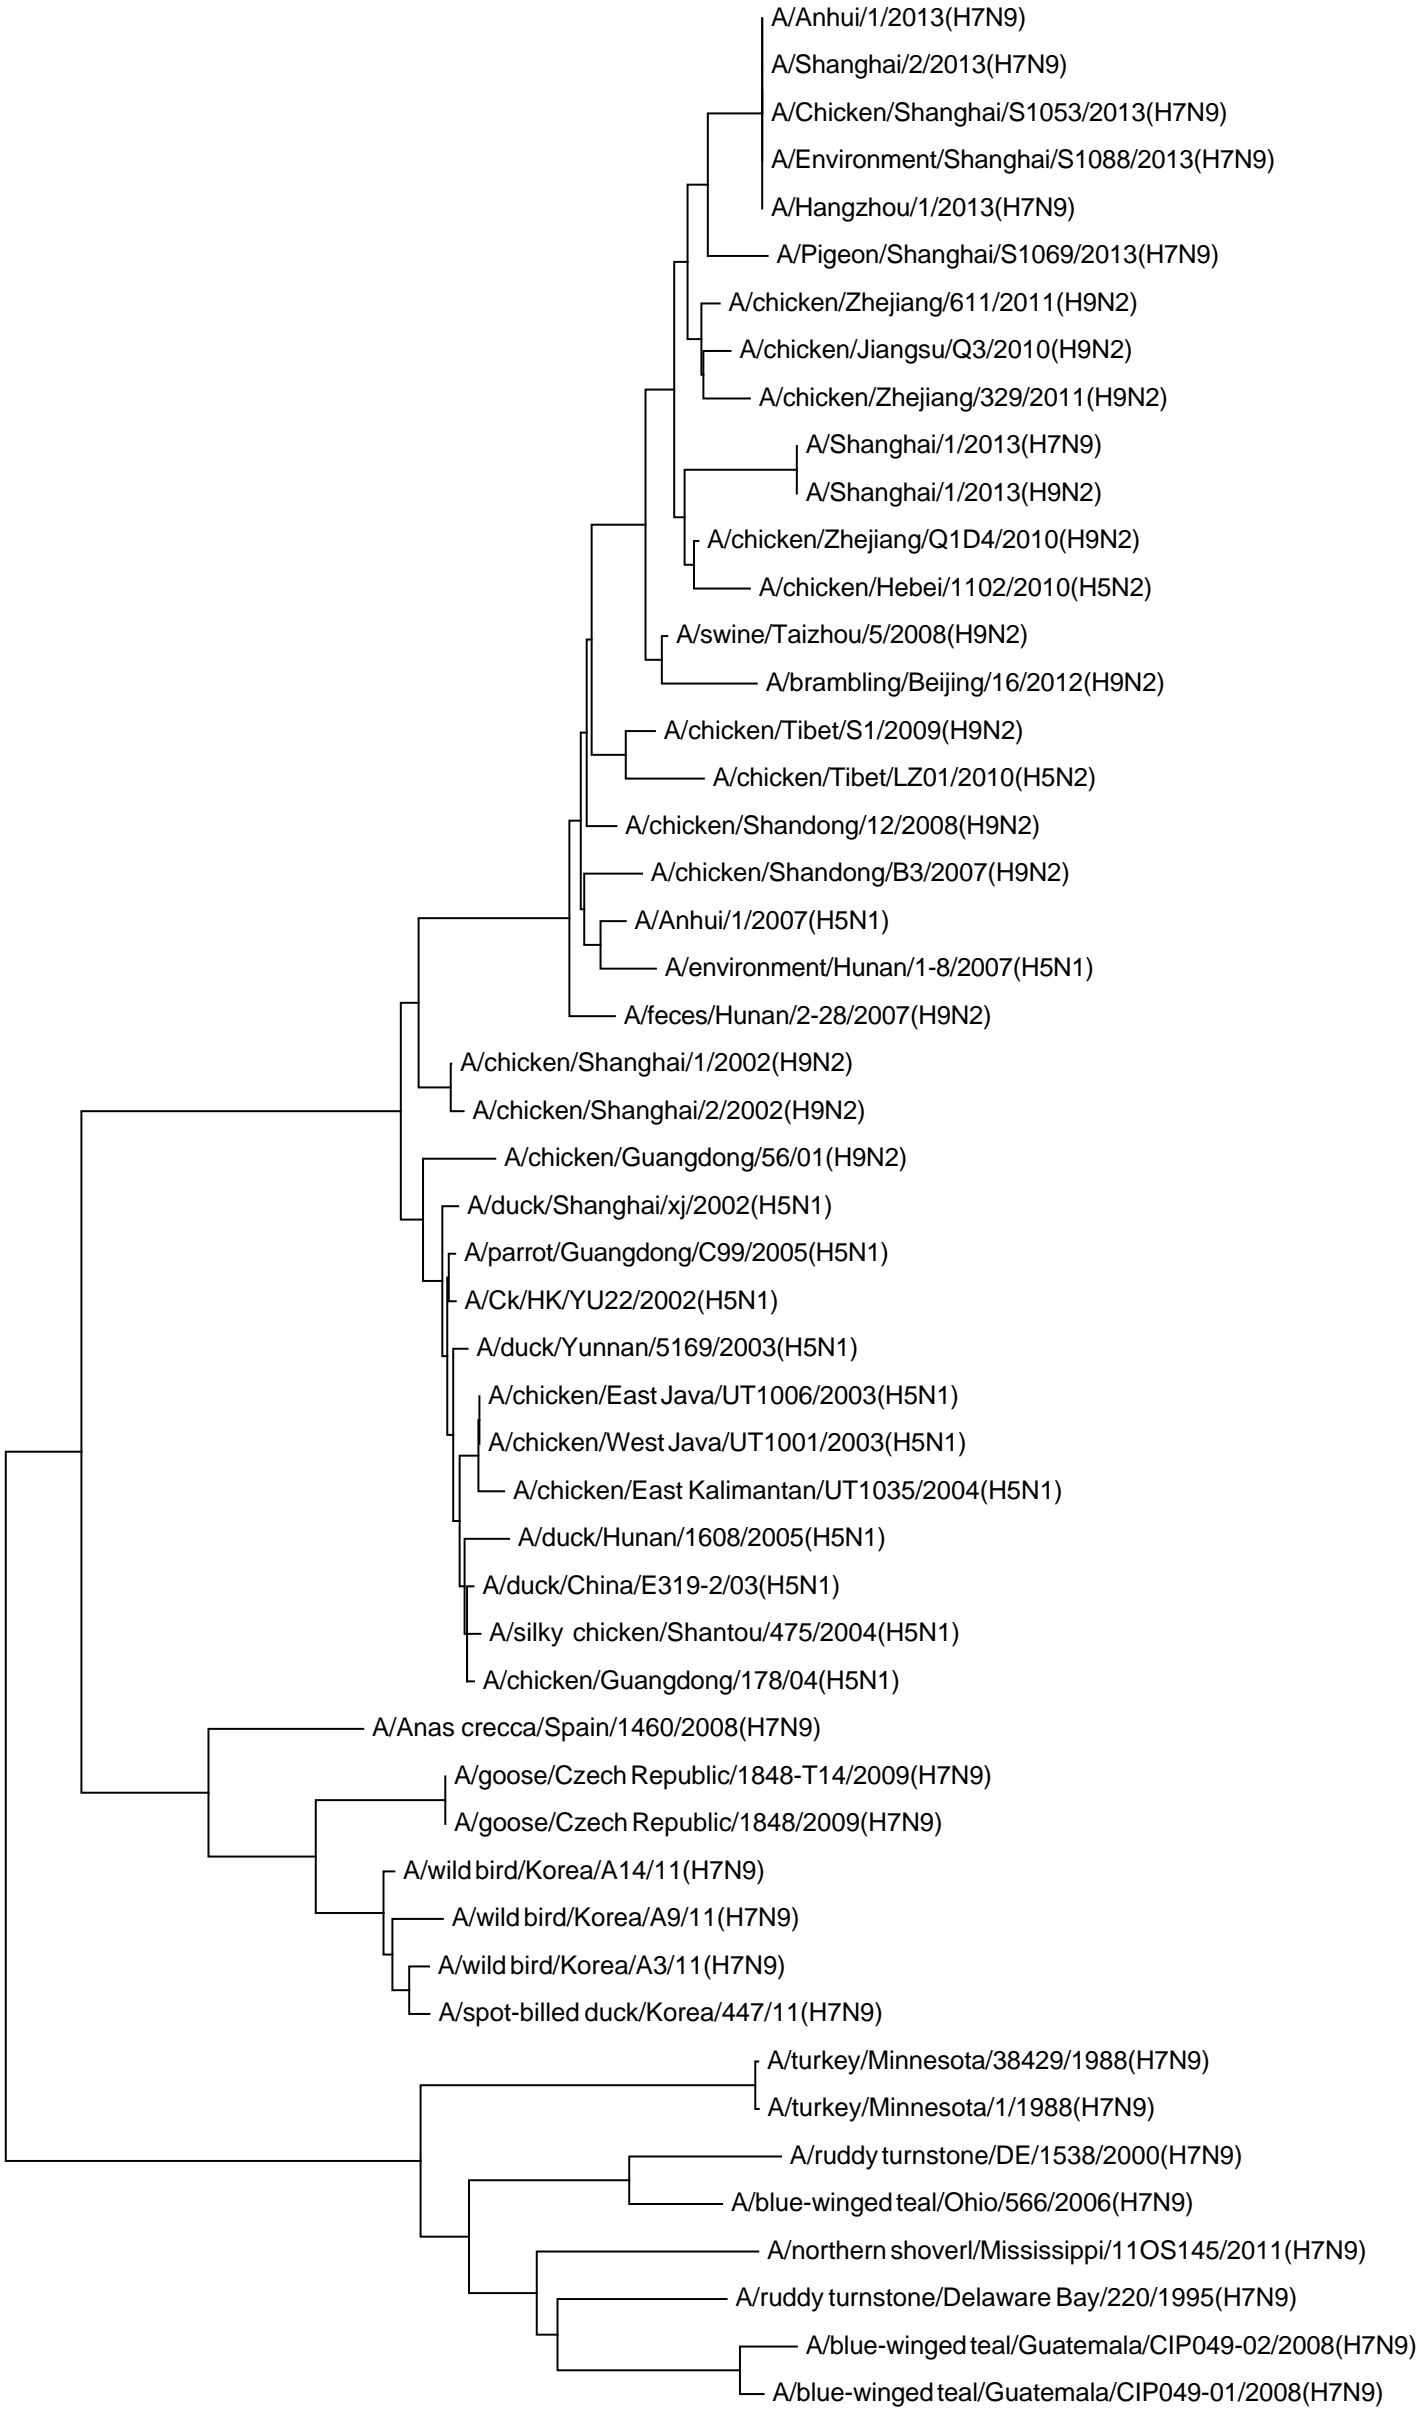 A/Anhui/1/2013(H7N9)
A/Shanghai/2/2013(H7N9)
A/Chicken/Shanghai/S1053/2013(H7N9)
A/Environment/Shanghai/S1088/2013(H7N9)
A/Hangzhou/1/2013(H7N9)
A/Pigeon/Shanghai/S1069/2013(H7N9)
A/chicken/Zhejiang/611/2011(H9N2)
A/chicken/Jiangsu/Q3/2010(H9N2)
A/chicken/Zhejiang/329/2011(H9N2)
A/Shanghai/1/2013(H7N9)
A/Shanghai/1/2013(H9N2)
A/chicken/Zhejiang/Q1D4/2010(H9N2)
A/chicken/Hebei/1102/2010(H5N2)
A/swine/Taizhou/5/2008(H9N2)
A/brambling/Beijing/16/2012(H9N2)
A/chicken/Tibet/S1/2009(H9N2)
A/chicken/Tibet/LZ01/2010(H5N2)
A/chicken/Shandong/12/2008(H9N2)
A/chicken/Shandong/B3/2007(H9N2)
A/Anhui/1/2007(H5N1)
A/environment/Hunan/1-8/2007(H5N1)
A/feces/Hunan/2-28/2007(H9N2)
A/chicken/Shanghai/1/2002(H9N2)
A/chicken/Shanghai/2/2002(H9N2)
A/chicken/Guangdong/56/01(H9N2)
A/duck/Shanghai/xj/2002(H5N1)
A/parrot/Guangdong/C99/2005(H5N1)
A/Ck/HK/YU22/2002(H5N1)
A/duck/Yunnan/5169/2003(H5N1)
A/chicken/East Java/UT1006/2003(H5N1)
A/chicken/West Java/UT1001/2003(H5N1)
A/chicken/East Kalimantan/UT1035/2004(H5N1)
A/duck/Hunan/1608/2005(H5N1)
A/duck/China/E319-2/03(H5N1)
A/silky chicken/Shantou/475/2004(H5N1)
A/chicken/Guangdong/178/04(H5N1)
A/Anas crecca/Spain/1460/2008(H7N9)
A/goose/Czech Republic/1848-T14/2009(H7N9)
A/goose/Czech Republic/1848/2009(H7N9)
A/wild bird/Korea/A14/11(H7N9)
A/wild bird/Korea/A9/11(H7N9)
A/wild bird/Korea/A3/11(H7N9)
A/spot-billed duck/Korea/447/11(H7N9)
A/turkey/Minnesota/38429/1988(H7N9)
A/turkey/Minnesota/1/1988(H7N9)
A/ruddy turnstone/DE/1538/2000(H7N9)
A/blue-winged teal/Ohio/566/2006(H7N9)
A/northern shoverl/Mississippi/11OS145/2011(H7N9)
A/ruddy turnstone/Delaware Bay/220/1995(H7N9)
A/blue-winged teal/Guatemala/CIP049-02/2008(H7N9)
A/blue-winged teal/Guatemala/CIP049-01/2008(H7N9)